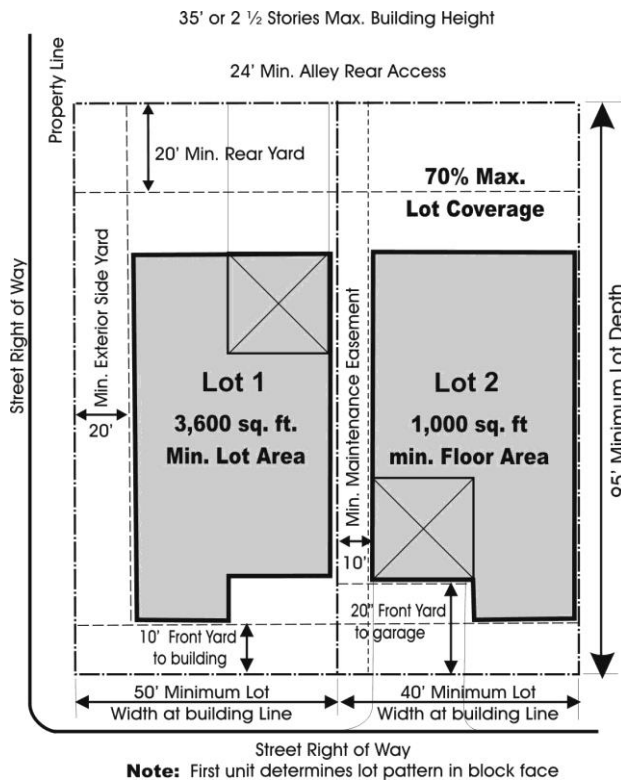 35' or 2 ½ Stories Max. Building Height
24' Min. Alley Rear Access
Property Line
20' Min. Rear Yard
70% Max.
Lot Coverage
Street Right of Way
Min. Exterior Side Yard
20'
Lot 1
3,600 sq. ft.
Min. Lot Area
Min. Maintenance Easement
10'
Lot 2
1,000 sq. ft
min. Floor Area
95' Minimum Lot Depth
10' Front Yard
to building
20" Front Yard
to garage
50' Minimum Lot
Width at building Line
40' Minimum Lot
Width at building Line
Street Right of Way
Note: First unit determines lot pattern in block face